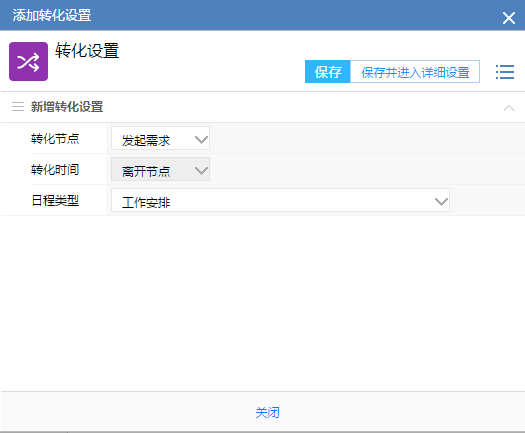 添加转化设置
转化设置
保存
保存并进入详细设置
新增转化设置
转化节点
发起需求
转化时间
离开节点
日程类型
工作安排
关闭